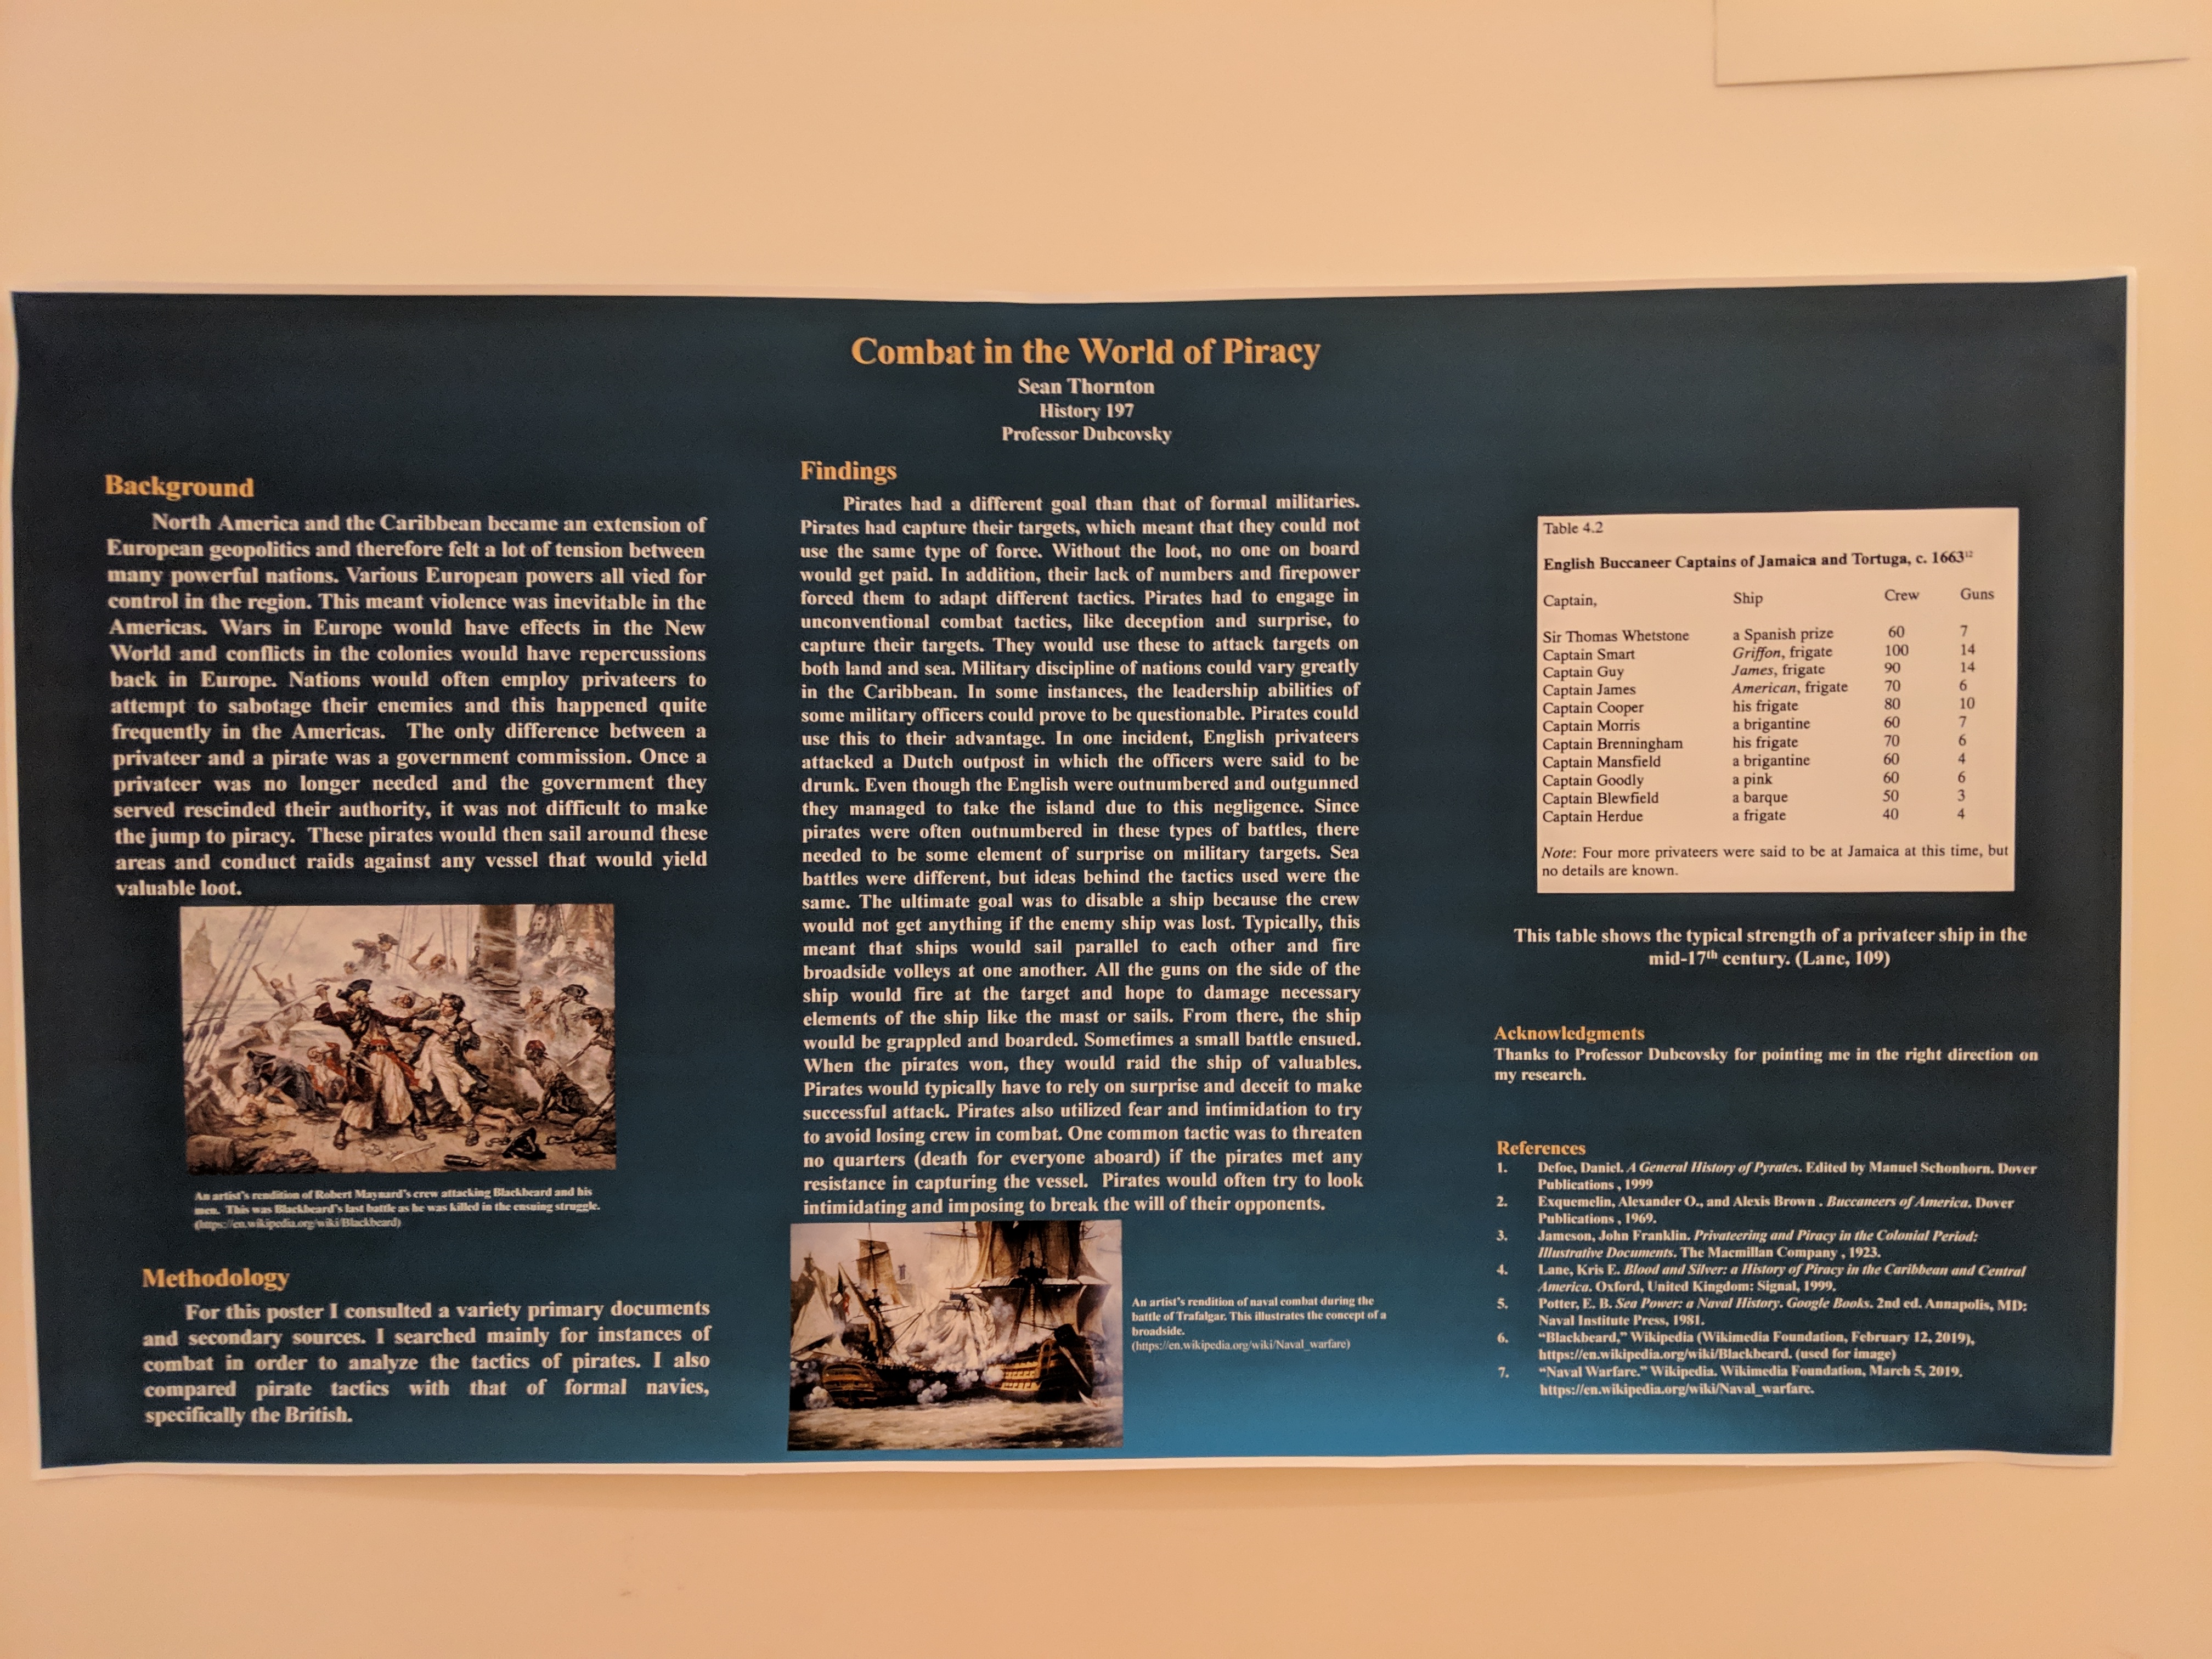 Combat in the World of Piracy
Sean Thornton
History 197
Professor Dubcovsky
Background
North America and the Caribbean became an extension of
European geopolitics and therefore felt a lot of tension between
many powerful nations. Various European powers all vied for
control in the region. This meant violence was inevitable in the
Americas. Wars in Europe would have effects in the New
World and conflicts in the colonies would have repercussions
back in Europe. Nations would often employ privateers to
attempt to sabotage their enemies and this happened quite
frequently in the Americas. The only difference between a
privateer and a pirate was a government commission. Once a
privateer was no longer needed and the government they
served rescinded their authority, it was not difficult to make
the jump to piracy. These pirates would then sail around these
areas and conduct raids against any vessel that would yield
valuable loot.
An artist's rendition of Robert Maynard's crew attacking Blackbeard and his
men. This was Blackbeard's last battle as he was killed in the ensuing struggle.
(https://en.wikipedia.org/wiki/Blackbeard)
Methodology
For this poster I consulted a variety primary documents
and secondary sources. I searched mainly for instances of
combat in order to analyze the tactics of pirates. I also
compared pirate tactics with that of formal navies,
specifically the British.
Findings
Pirates had a different goal than that of formal militaries.
Pirates had capture their targets, which meant that they could not
use the same type of force. Without the loot, no one on board
would get paid. In addition, their lack of numbers and firepower
forced them to adapt different tactics. Pirates had to engage in
unconventional combat tactics, like deception and surprise, to
capture their targets. They would use these to attack targets on
both land and sea. Military discipline of nations could vary greatly
in the Caribbean. In some instances, the leadership abilities of
some military officers could prove to be questionable. Pirates could
use this to their advantage. In one incident, English privateers
attacked a Dutch outpost in which the officers were said to be
drunk. Even though the English were outnumbered and outgunned
they managed to take the island due to this negligence. Since
pirates were often outnumbered in these types of battles, there
needed to be some element of surprise on military targets. Sea
battles were different, but ideas behind the tactics used were the
same. The ultimate goal was to disable a ship because the crew
would not get anything if the enemy ship was lost. Typically, this
meant that ships would sail parallel to each other and fire
broadside volleys at one another. All the guns on the side of the
ship would fire at the target and hope to damage necessary
elements of the ship like the mast or sails. From there, the ship
would be grappled and boarded. Sometimes a small battle ensued.
When the pirates won, they would raid the ship of valuables.
Pirates would typically have to rely on surprise and deceit to make
successful attack. Pirates also utilized fear and intimidation to try
to avoid losing crew in combat. One common tactic was to threaten
no quarters (death for everyone aboard) if the pirates met any
resistance in capturing the vessel. Pirates would often try to look
intimidating and imposing to break the will of their opponents.
An artist's rendition of naval combat during the
battle of Trafalgar. This illustrates the concept of a
broadside.
(https://en.wikipedia.org/wiki/Naval_warfare)
Table 4.2
English Buccaneer Captains of Jamaica and Tortuga, c. 1663¹²
Captain, Ship Crew Guns
Sir Thomas Whetstone a Spanish prize 60 7
Captain Smart Griffon, frigate 100 14
Captain Guy James, frigate 90 14
Captain James American, frigate 70 6
Captain Cooper his frigate 80 10
Captain Morris a brigantine 60 7
Captain Brenningham his frigate 70 6
Captain Mansfield a brigantine 60 4
Captain Goodly a pink 60 6
Captain Blewfield a barque 50 3
Captain Herdue a frigate 40 4
Note: Four more privateers were said to be at Jamaica at this time, but
no details are known.
This table shows the typical strength of a privateer ship in the
mid-17th century. (Lane, 109)
Acknowledgments
Thanks to Professor Dubcovsky for pointing me in the right direction on
my research.
References
1. Defoe, Daniel. A General History of Pyrates. Edited by Manuel Schonhorn. Dover
Publications , 1999
2. Exquemelin, Alexander O., and Alexis Brown . Buccaneers of America. Dover
Publications , 1969.
3. Jameson, John Franklin. Privateering and Piracy in the Colonial Period:
Illustrative Documents. The Macmillan Company , 1923.
4. Lane, Kris E. Blood and Silver: a History of Piracy in the Caribbean and Central
America. Oxford, United Kingdom: Signal, 1999.
5. Potter, E. B. Sea Power: a Naval History. Google Books. 2nd ed. Annapolis, MD:
Naval Institute Press, 1981.
6. “Blackbeard,” Wikipedia (Wikimedia Foundation, February 12, 2019),
https://en.wikipedia.org/wiki/Blackbeard. (used for image)
7. “Naval Warfare.” Wikipedia. Wikimedia Foundation, March 5, 2019.
https://en.wikipedia.org/wiki/Naval_warfare.